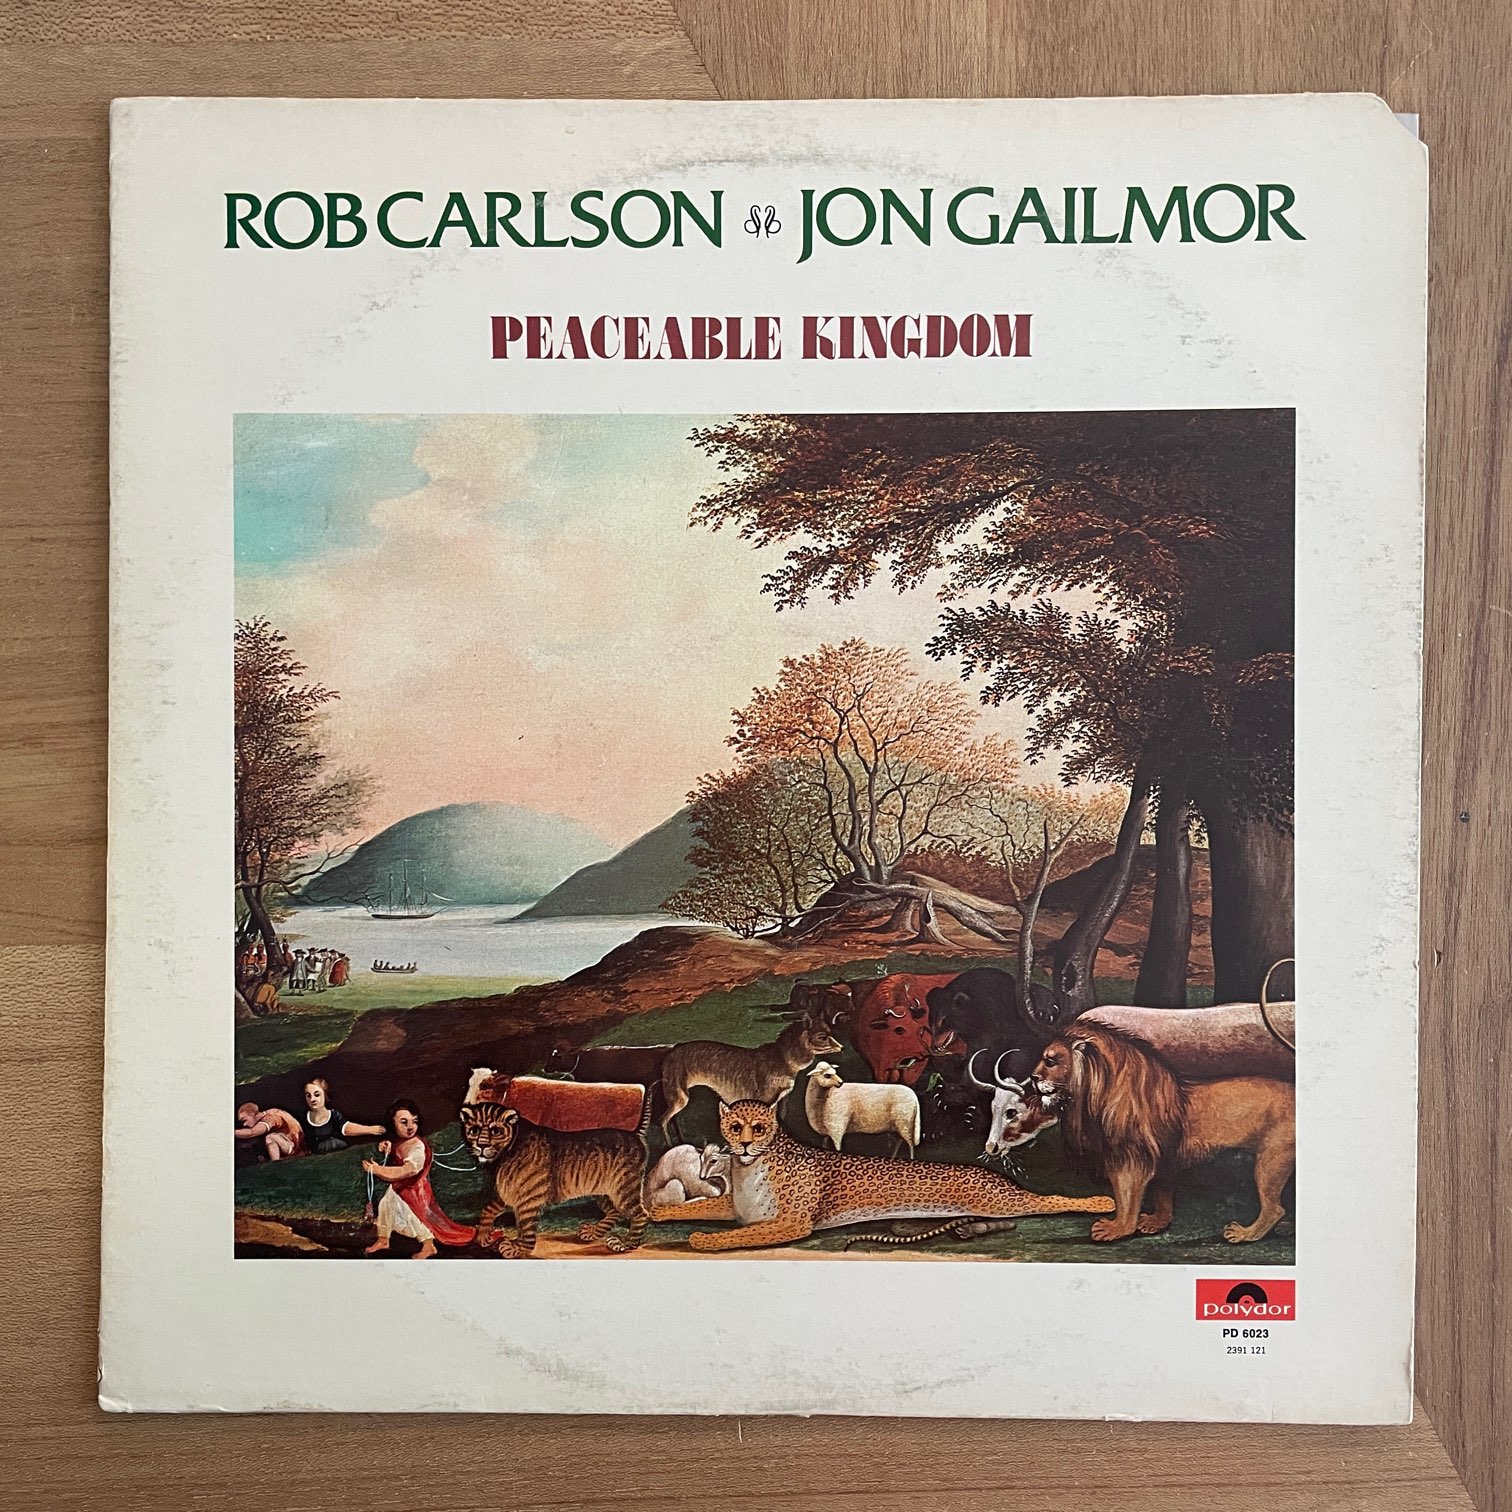 ROB CARLSON JON GAILMOR
PEACEABLE KINGDOM
polydor
PD 6023
2391 121